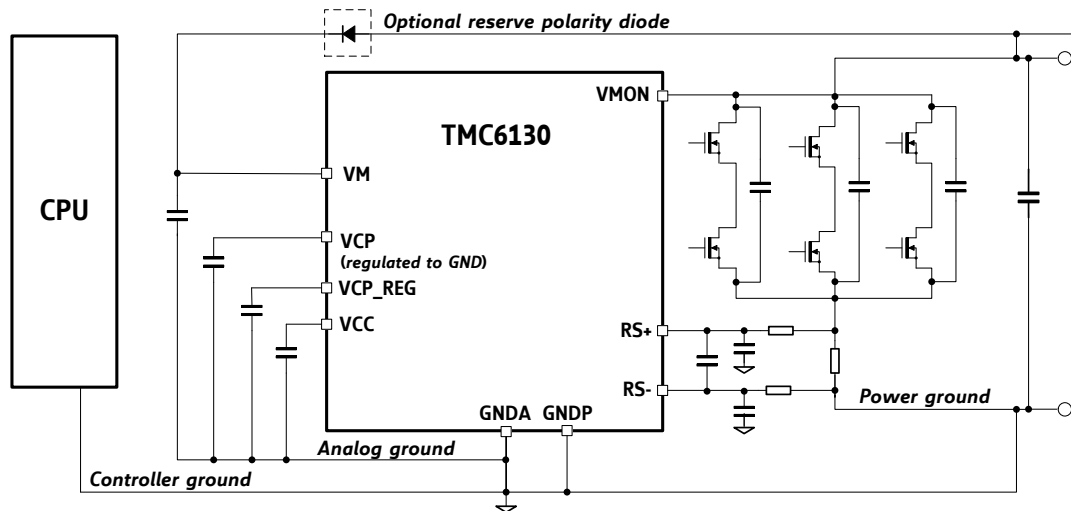 Optional reserve polarity diode
VMON
TMC6130
VM
CPU
VCP
(regulated to GND)
VCP_REG
VCC
RS+
RS-
Power ground
GNDA GNDP
Analog ground
Controller ground